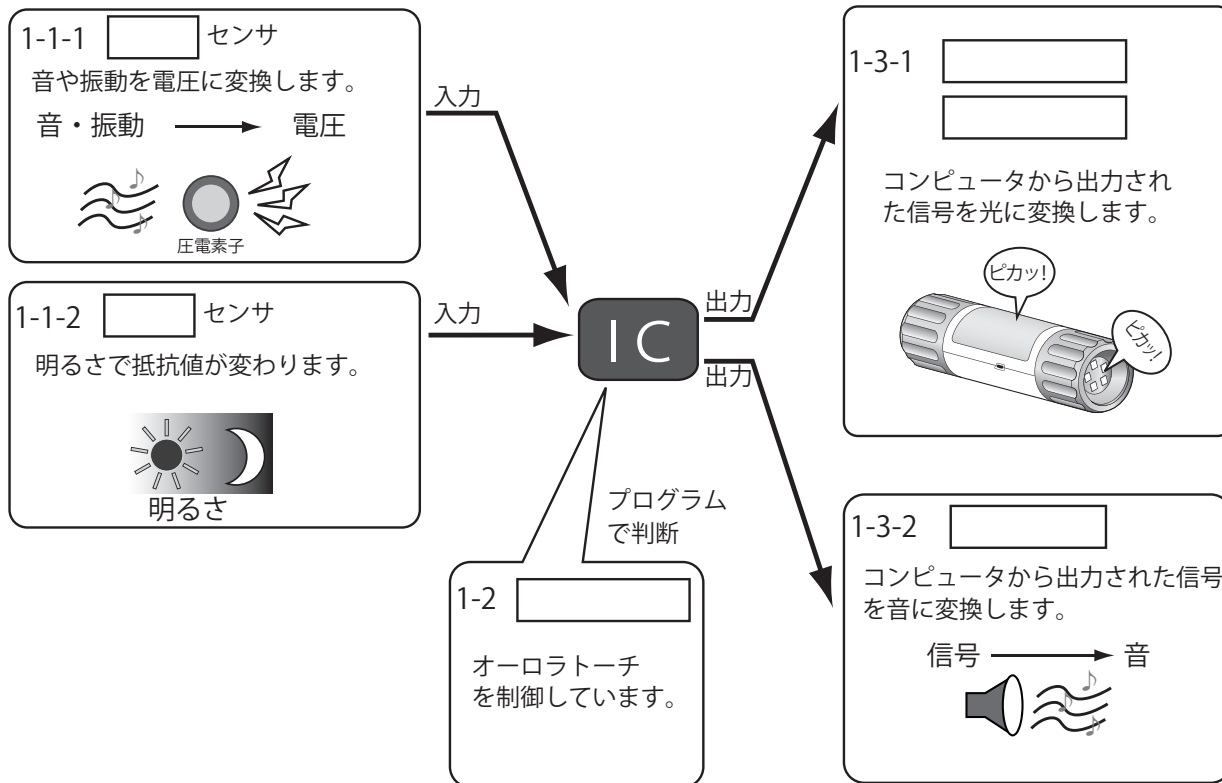 1-1-1 センサ
音や振動を電圧に変換します。
音・振動 電圧
圧電素子
入力
1-1-2 センサ
明るさで抵抗値が変わります。
明るさ
入力
IC
出力
出力
プログラム
で判断
1-2
オーロラトーチ
を制御しています。
1-3-1
コンピュータから出力され
た信号を光に変換します。
ピカッ!
ピカッ!
1-3-2
コンピュータから出力された信号
を音に変換します。
信号 音